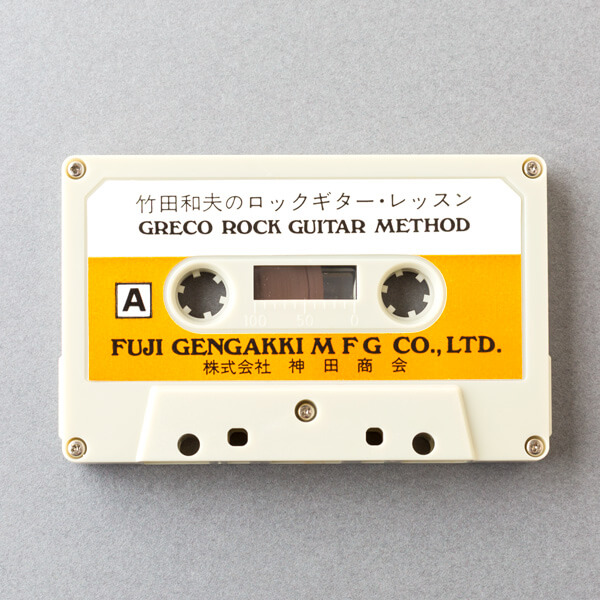 竹田和夫のロックギター・レッスン
GRECO ROCK GUITAR METHOD
A
100 50 0
FUJI GENGAKKI M F G CO., LTD.
株式会社 神田商会